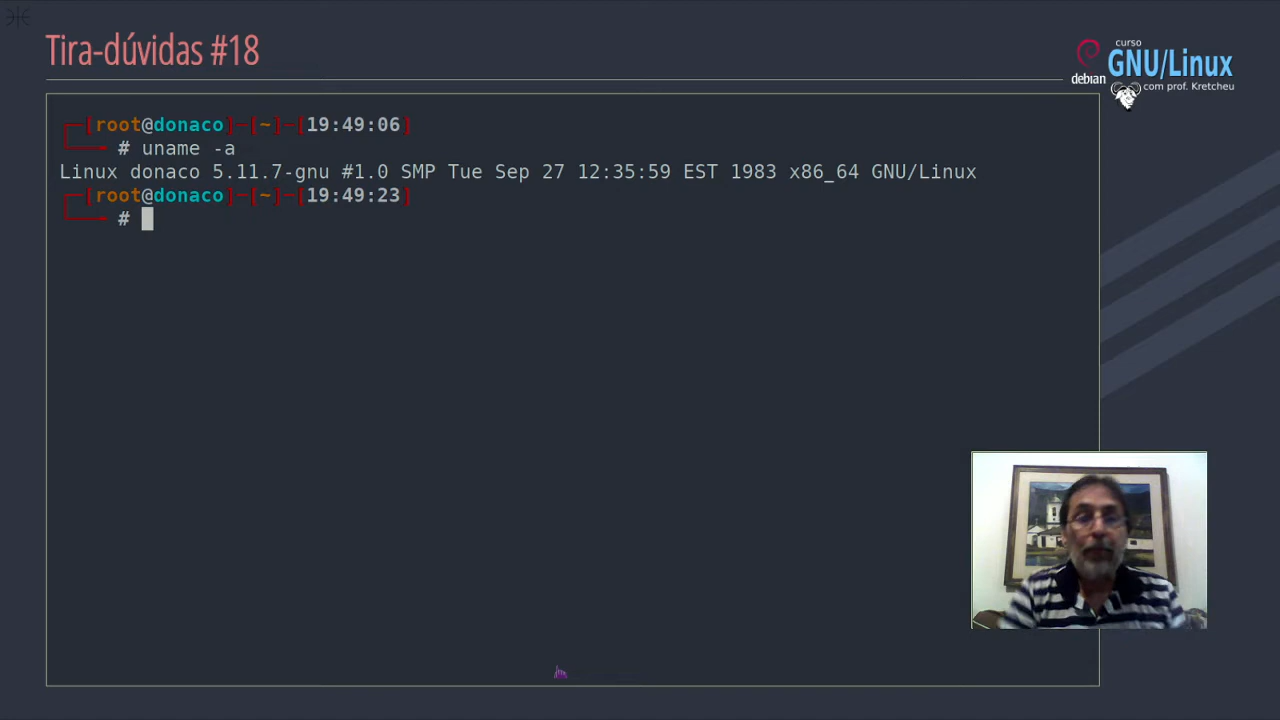 Tira-dúvidas #18
curso
GNU/Linux
debian
com prof. Kretcheu
┌─[root@donaco]─[~]─[19:49:06]
└──╼ # uname -a
Linux donaco 5.11.7-gnu #1.0 SMP Tue Sep 27 12:35:59 EST 1983 x86_64 GNU/Linux
┌─[root@donaco]─[~]─[19:49:23]
└──╼ #